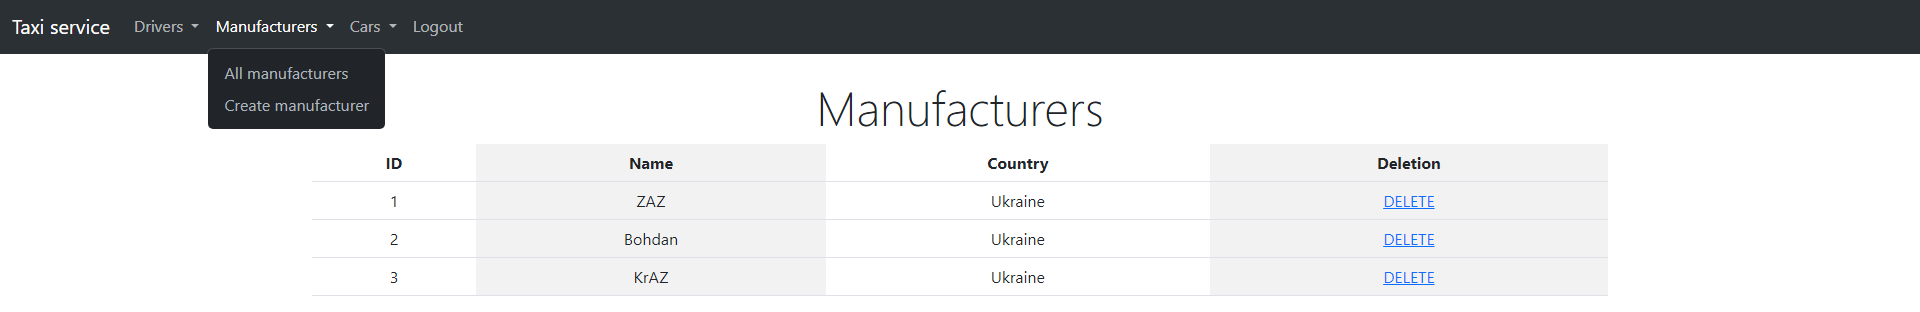 Taxi service Drivers Manufacturers Cars Logout
All manufacturers
Create manufacturer
Manufacturers
ID Name Country Deletion
1 ZAZ Ukraine DELETE
2 Bohdan Ukraine DELETE
3 KrAZ Ukraine DELETE